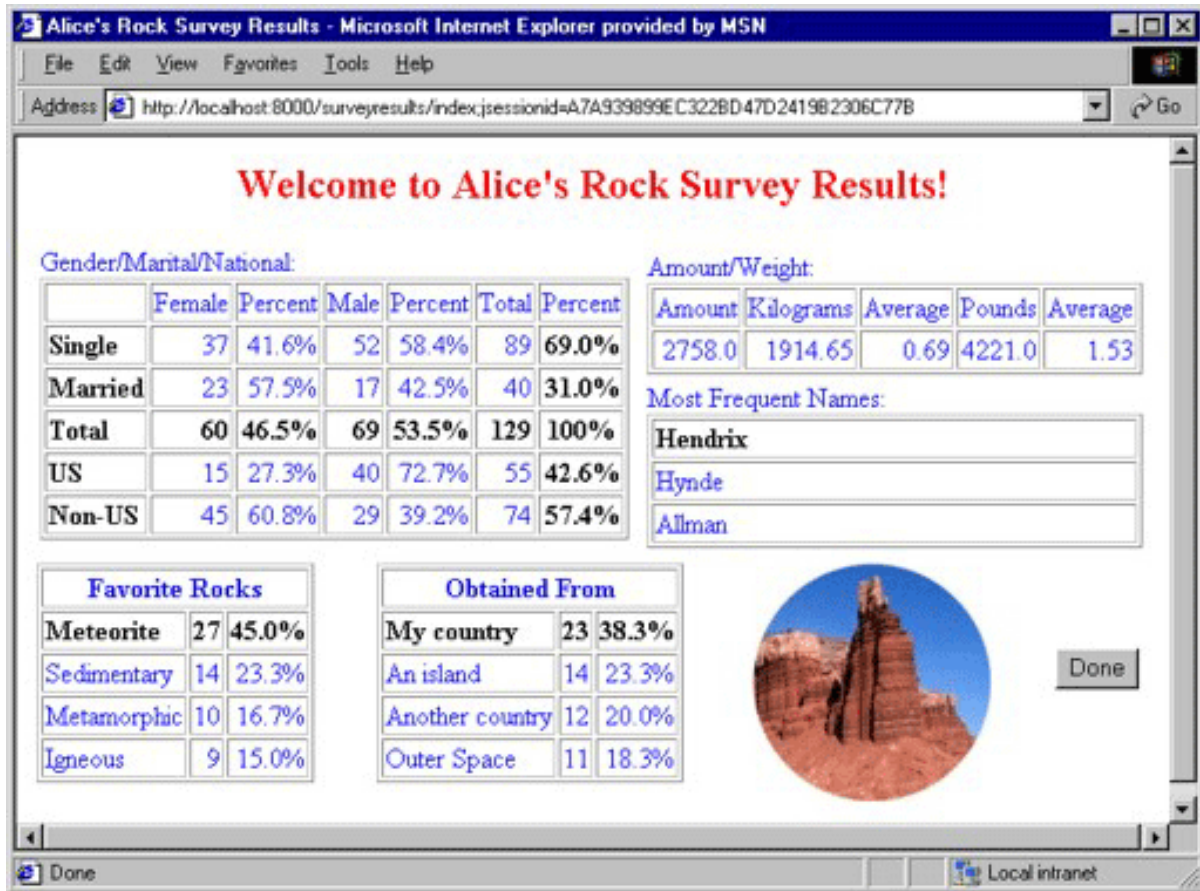 Alice's Rock Survey Results - Microsoft Internet Explorer provided by MSN
File Edit View Favorites Tools Help
Address http://localhost:8000/surveyresults/index;jsessionid=A7A939899EC322BD47D2419B2306C77B Go
Welcome to Alice's Rock Survey Results!
Gender/Marital/National:
Female Percent Male Percent Total Percent
Single 37 41.6% 52 58.4% 89 69.0%
Married 23 57.5% 17 42.5% 40 31.0%
Total 60 46.5% 69 53.5% 129 100%
US 15 27.3% 40 72.7% 55 42.6%
Non-US 45 60.8% 29 39.2% 74 57.4%
Amount/Weight:
Amount Kilograms Average Pounds Average
2758.0 1914.65 0.69 4221.0 1.53
Most Frequent Names:
Hendrix
Hynde
Allman
Favorite Rocks
Meteorite 27 45.0%
Sedimentary 14 23.3%
Metamorphic 10 16.7%
Igneous 9 15.0%
Obtained From
My country 23 38.3%
An island 14 23.3%
Another country 12 20.0%
Outer Space 11 18.3%
Done
Done
Local intranet